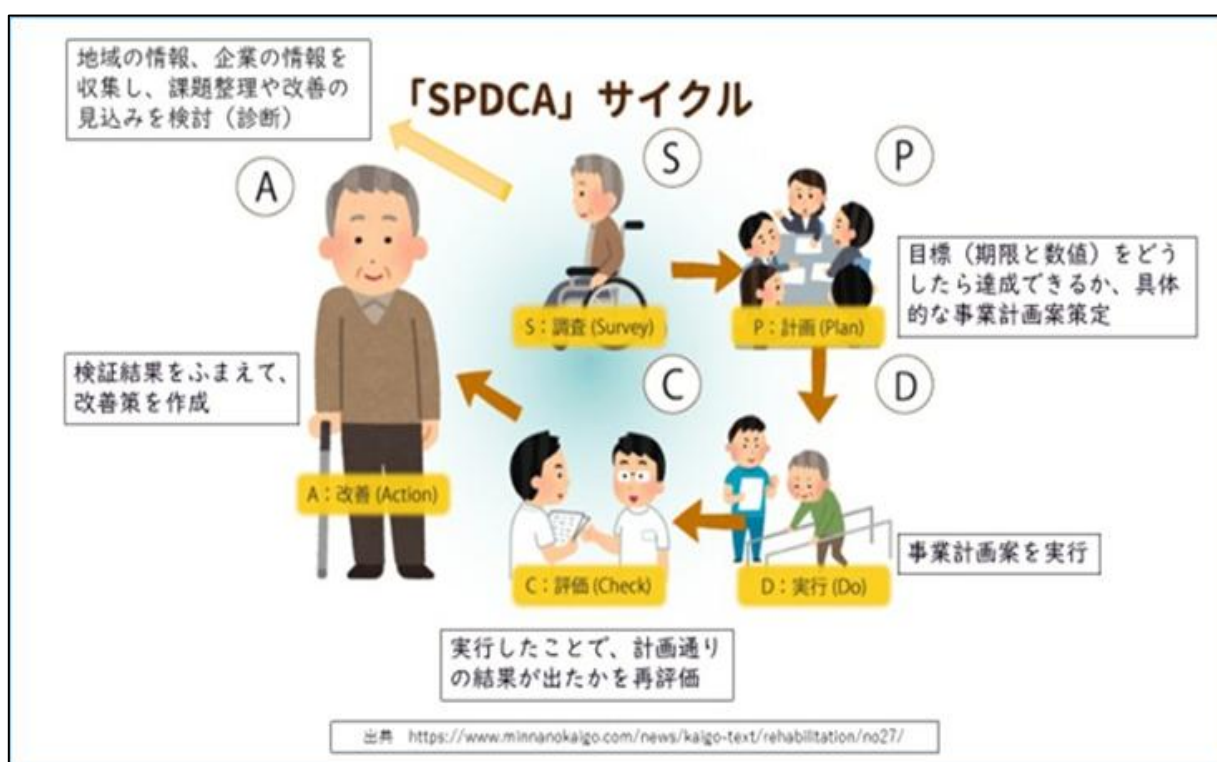 地域の情報、企業の情報を
収集し、課題整理や改善の
見込みを検討（診断）
「SPDCA」サイクル
A
S
P
S：調査 (Survey)
P：計画 (Plan)
目標（期限と数値）をどう
したら達成できるか、具体
的な事業計画案策定
検証結果をふまえて、
改善策を作成
C
D
A：改善 (Action)
C：評価 (Check)
D：実行 (Do)
事業計画案を実行
実行したことで、計画通り
の結果が出たかを再評価
出典　https://www.minnanokaigo.com/news/kaigo-text/rehabilitation/no27/